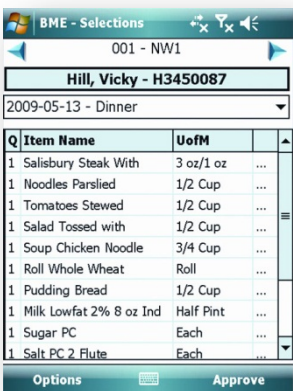 BME - Selections
001 - NW1
Hill, Vicky - H3450087
2009-05-13 - Dinner
Q Item Name UofM
1 Salisbury Steak With 3 oz/1 oz ...
1 Noodles Parslied 1/2 Cup ...
1 Tomatoes Stewed 1/2 Cup ...
1 Salad Tossed with 1/2 Cup ...
1 Soup Chicken Noodle 3/4 Cup ...
1 Roll Whole Wheat Roll ...
1 Pudding Bread 1/2 Cup ...
1 Milk Lowfat 2% 8 oz Ind Half Pint ...
1 Sugar PC Each ...
1 Salt PC 2 Flute Each ...
Options Approve